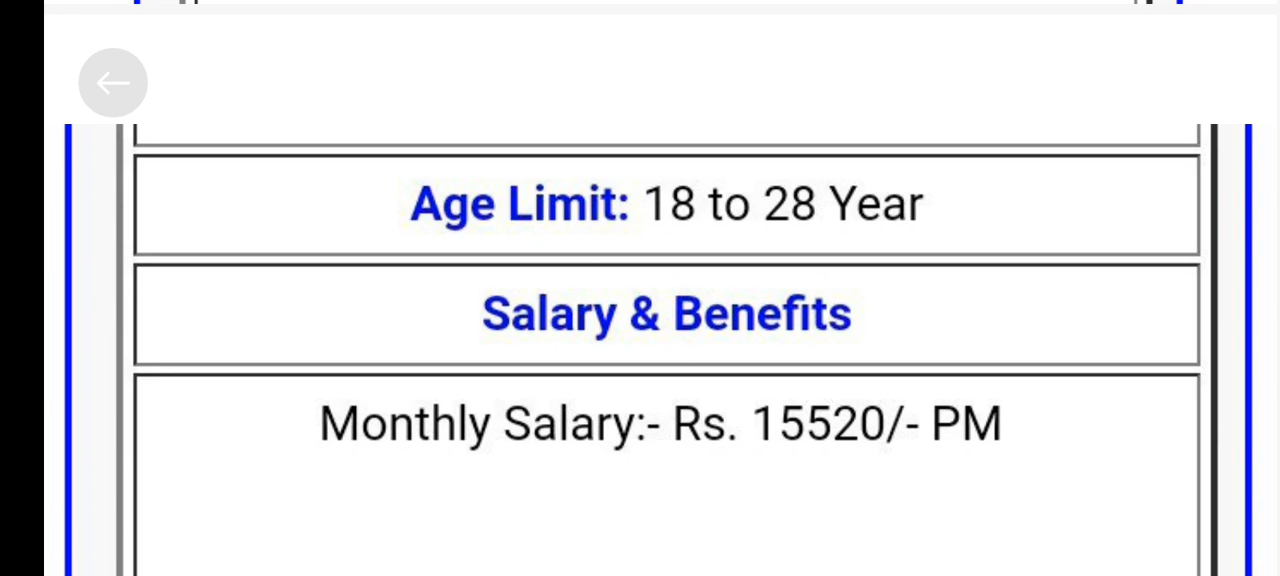 Age Limit: 18 to 28 Year
Salary & Benefits
Monthly Salary:- Rs. 15520/- PM